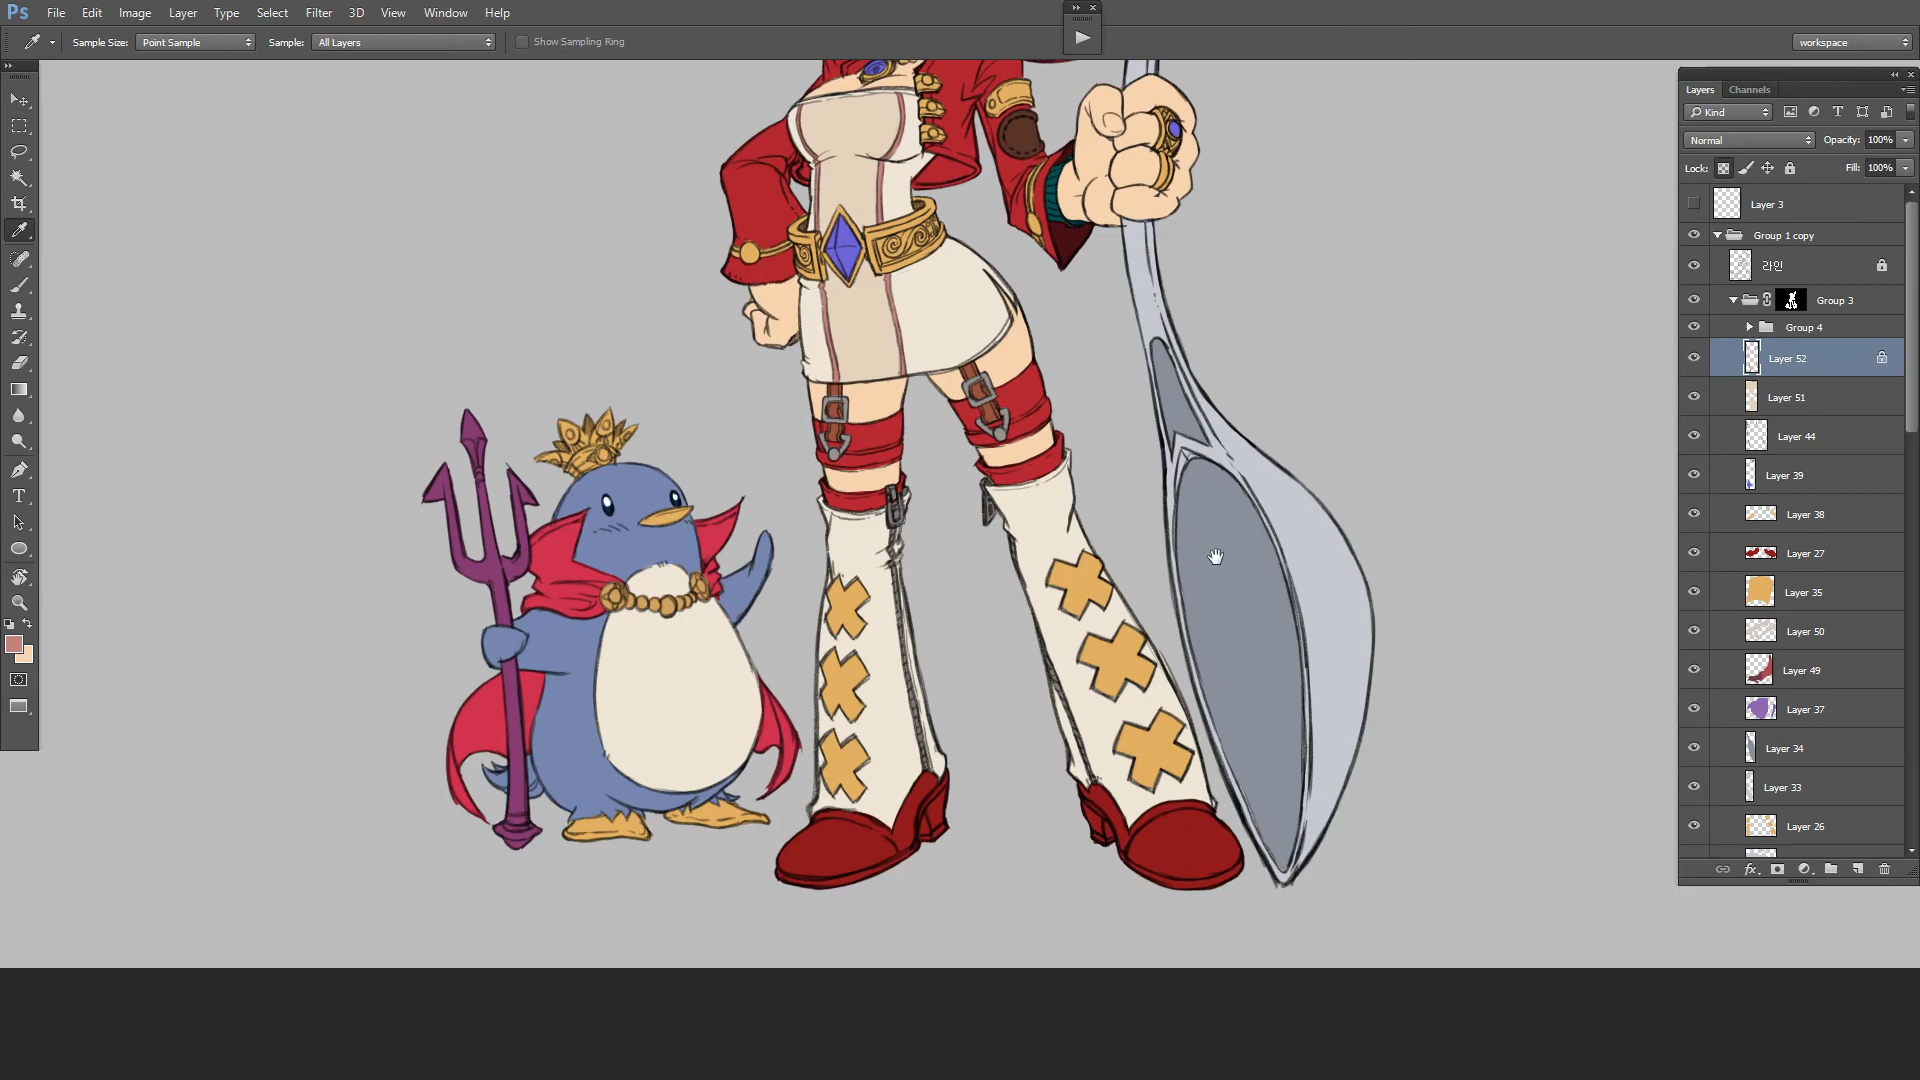 Ps File Edit Image Layer Type Select Filter 3D View Window Help
Sample Size: Point Sample Sample: All Layers Show Sampling Ring workspace
Layers Channels
Kind
Normal Opacity: 100%
Lock: Fill: 100%
Layer 3
Group 1 copy
라인
Group 3
Group 4
Layer 52
Layer 51
Layer 44
Layer 39
Layer 38
Layer 27
Layer 35
Layer 50
Layer 49
Layer 37
Layer 34
Layer 33
Layer 26